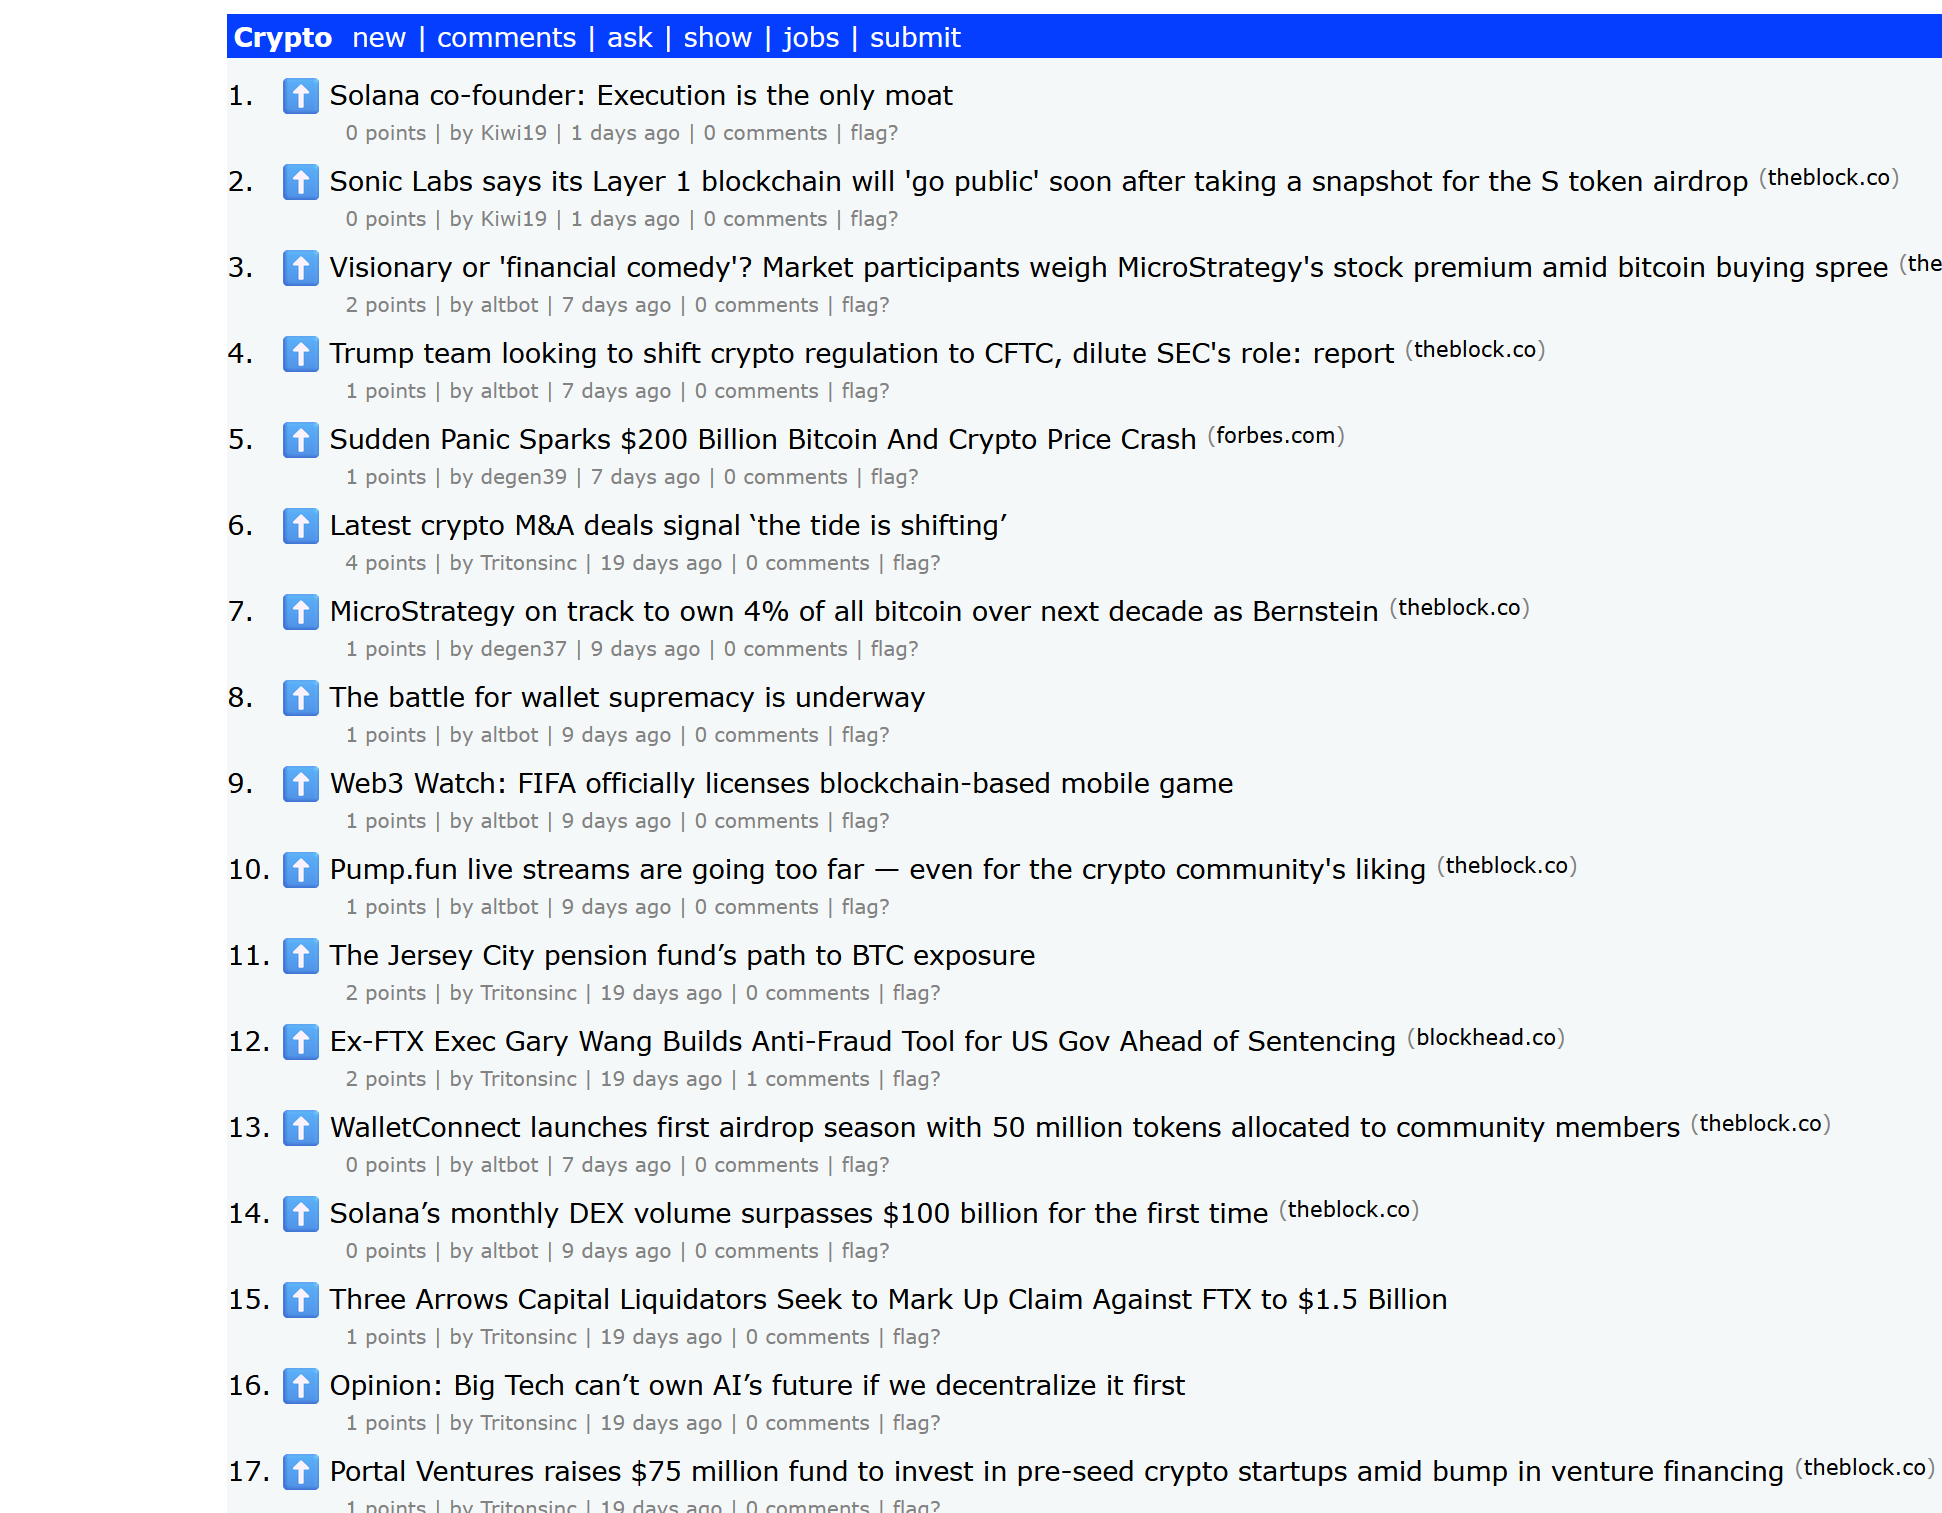 Crypto new | comments | ask | show | jobs | submit
1. Solana co-founder: Execution is the only moat
0 points | by Kiwi19 | 1 days ago | 0 comments | flag?
2. Sonic Labs says its Layer 1 blockchain will 'go public' soon after taking a snapshot for the S token airdrop (theblock.co)
0 points | by Kiwi19 | 1 days ago | 0 comments | flag?
3. Visionary or 'financial comedy'? Market participants weigh MicroStrategy's stock premium amid bitcoin buying spree (the
2 points | by altbot | 7 days ago | 0 comments | flag?
4. Trump team looking to shift crypto regulation to CFTC, dilute SEC's role: report (theblock.co)
1 points | by altbot | 7 days ago | 0 comments | flag?
5. Sudden Panic Sparks $200 Billion Bitcoin And Crypto Price Crash (forbes.com)
1 points | by degen39 | 7 days ago | 0 comments | flag?
6. Latest crypto M&A deals signal ‘the tide is shifting’
4 points | by Tritonsinc | 19 days ago | 0 comments | flag?
7. MicroStrategy on track to own 4% of all bitcoin over next decade as Bernstein (theblock.co)
1 points | by degen37 | 9 days ago | 0 comments | flag?
8. The battle for wallet supremacy is underway
1 points | by altbot | 9 days ago | 0 comments | flag?
9. Web3 Watch: FIFA officially licenses blockchain-based mobile game
1 points | by altbot | 9 days ago | 0 comments | flag?
10. Pump.fun live streams are going too far — even for the crypto community's liking (theblock.co)
1 points | by altbot | 9 days ago | 0 comments | flag?
11. The Jersey City pension fund’s path to BTC exposure
2 points | by Tritonsinc | 19 days ago | 0 comments | flag?
12. Ex-FTX Exec Gary Wang Builds Anti-Fraud Tool for US Gov Ahead of Sentencing (blockhead.co)
2 points | by Tritonsinc | 19 days ago | 1 comments | flag?
13. WalletConnect launches first airdrop season with 50 million tokens allocated to community members (theblock.co)
0 points | by altbot | 7 days ago | 0 comments | flag?
14. Solana’s monthly DEX volume surpasses $100 billion for the first time (theblock.co)
0 points | by altbot | 9 days ago | 0 comments | flag?
15. Three Arrows Capital Liquidators Seek to Mark Up Claim Against FTX to $1.5 Billion
1 points | by Tritonsinc | 19 days ago | 0 comments | flag?
16. Opinion: Big Tech can’t own AI’s future if we decentralize it first
1 points | by Tritonsinc | 19 days ago | 0 comments | flag?
17. Portal Ventures raises $75 million fund to invest in pre-seed crypto startups amid bump in venture financing (theblock.co)
1 points | by Tritonsinc | 19 days ago | 0 comments | flag?